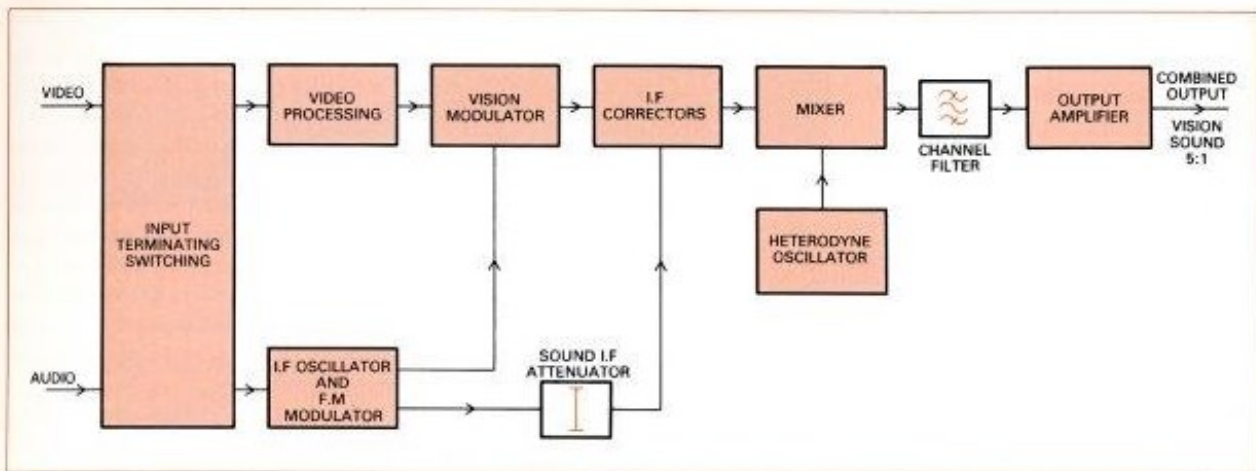 VIDEO
AUDIO
INPUT
TERMINATING
SWITCHING
VIDEO
PROCESSING
VISION
MODULATOR
I.F
CORRECTORS
MIXER
CHANNEL
FILTER
OUTPUT
AMPLIFIER
COMBINED
OUTPUT
VISION
SOUND
5:1
HETERODYNE
OSCILLATOR
I.F OSCILLATOR
AND
F.M
MODULATOR
SOUND I.F
ATTENUATOR